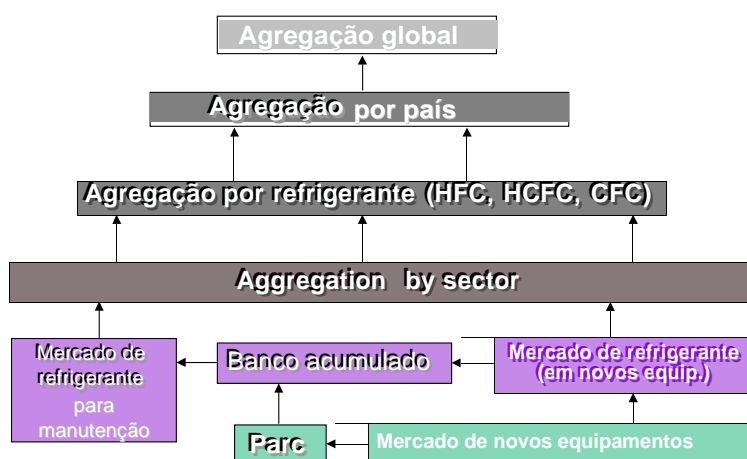 Agregação global
Agregação por país
Agregação por refrigerante (HFC, HCFC, CFC)
Aggregation by sector
Mercado de
refrigerante
para
manutenção
Banco acumulado
Mercado de refrigerante
(em novos equip.)
Parc
Mercado de novos equipamentos